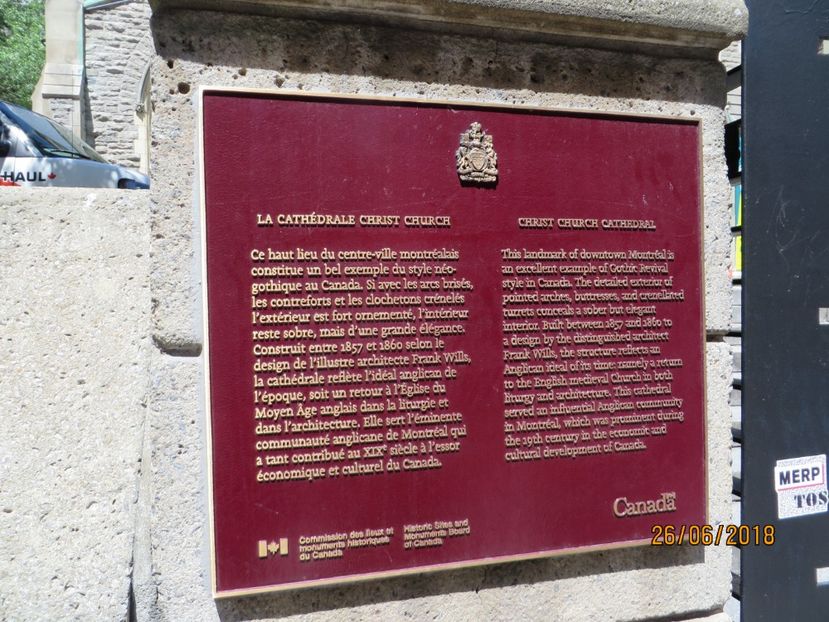 HAUL
LA CATHÉDRALE CHRIST CHURCH
Ce haut lieu du centre-ville montréalais
constitue un bel exemple du style néo-
gothique au Canada. Si avec les arcs brisés,
les contreforts et les clochetons crénelés
l'extérieur est fort ornementé, l'intérieur
reste sobre, mais d'une grande élégance.
Construit entre 1857 et 1860 selon le
design de l'illustre architecte Frank Wills,
la cathédrale reflète l'idéal anglican de
l'époque, soit un retour à l'Église du
Moyen Âge anglais dans la liturgie et
dans l'architecture. Elle sert l'éminente
communauté anglicane de Montréal qui
a tant contribué au XIXe siècle à l'essor
économique et culturel du Canada.
CHRIST CHURCH CATHEDRAL
This landmark of downtown Montréal is
an excellent example of Gothic Revival
style in Canada. The detailed exterior of
pointed arches, buttresses, and crenellated
turrets conceals a sober but elegant
interior. Built between 1857 and 1860 to
a design by the distinguished architect
Frank Wills, the structure reflects an
Anglican ideal of its time: namely a return
to the English medieval Church in both
liturgy and architecture. This cathedral
served an influential Anglican community
in Montréal, which was prominent during
the 19th century in the economic and
cultural development of Canada.
Commission des lieux et
monuments historiques
du Canada
Historic Sites and
Monuments Board
of Canada
Canada
26/06/2018
MERP
TOS